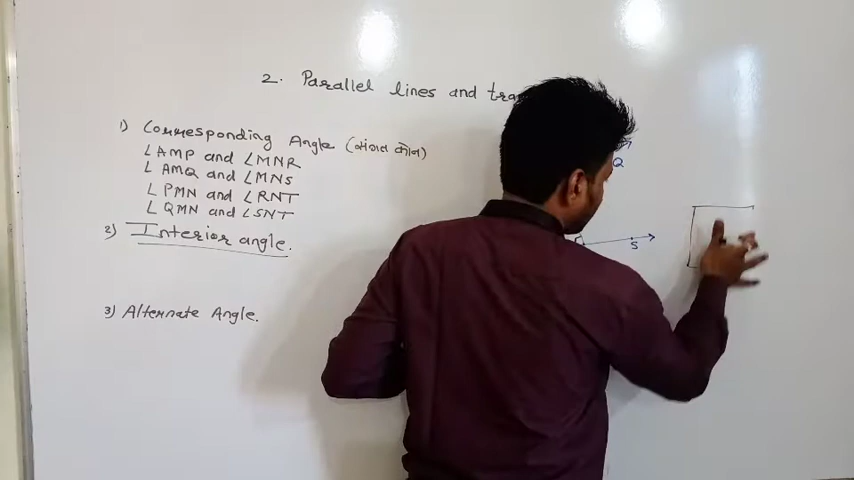 2. Parallel lines and tra
1) Corresponding Angle (संगत कोन)
∠AMP and ∠MNR
∠AMQ and ∠MNS
∠PMN and ∠RNT
∠QMN and ∠SNT
2) Interior angle.
3) Alternate Angle.
Q
S